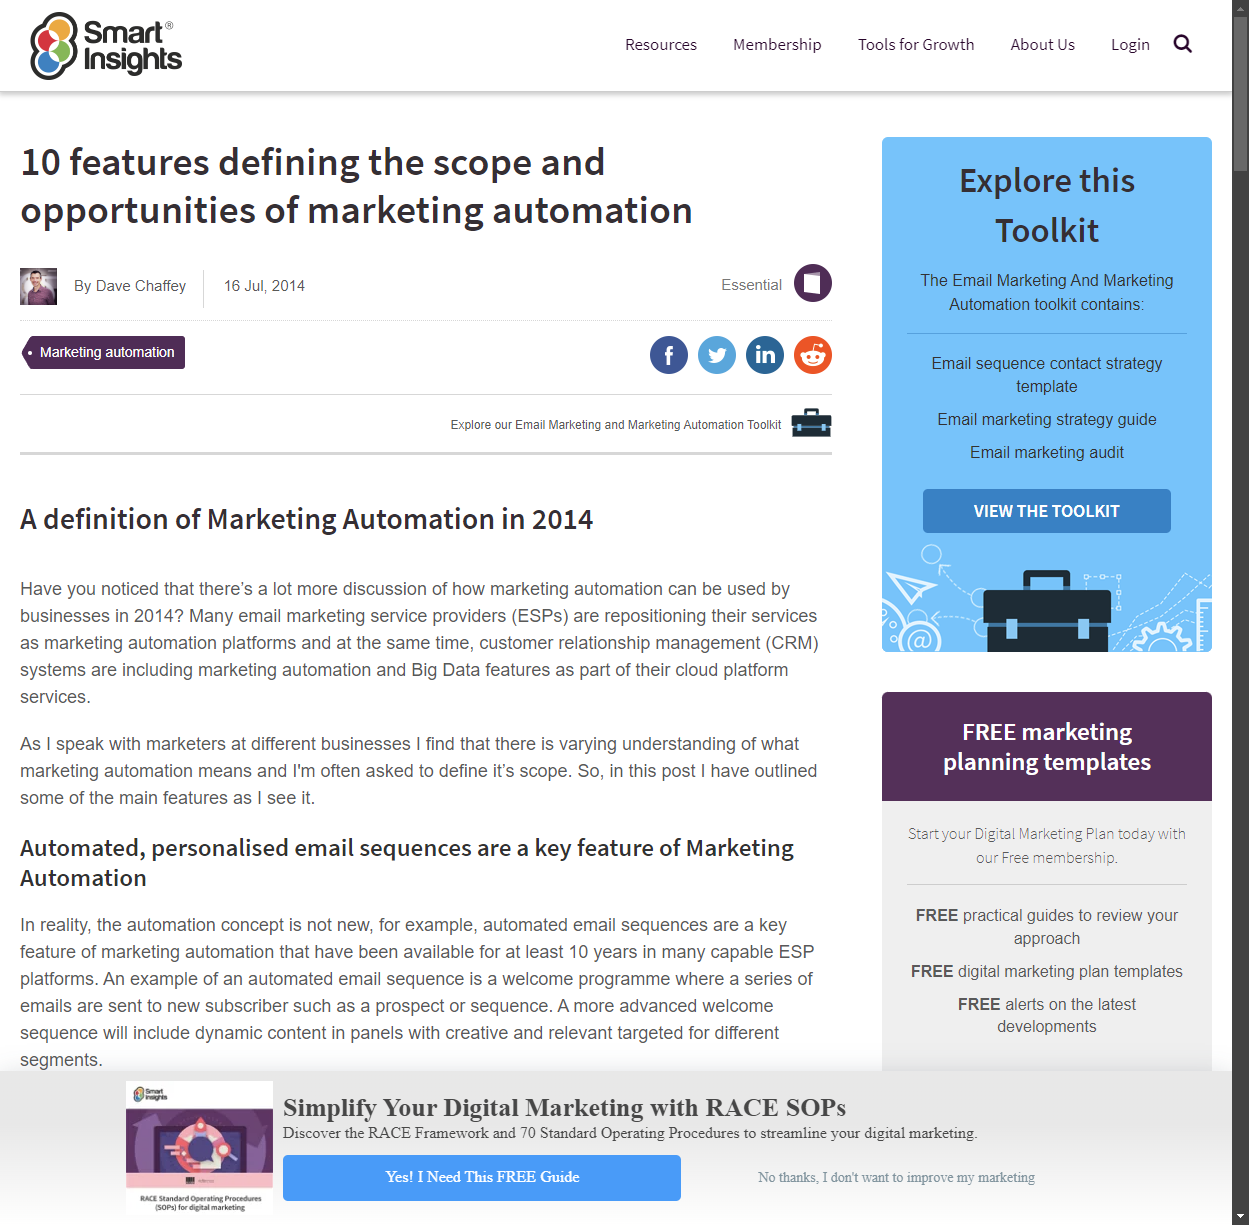 Smart®
Insights
Resources
Membership
Tools for Growth
About Us
Login
10 features defining the scope and
opportunities of marketing automation
By Dave Chaffey
16 Jul, 2014
Essential
Marketing automation
Explore our Email Marketing and Marketing Automation Toolkit
A definition of Marketing Automation in 2014
Have you noticed that there’s a lot more discussion of how marketing automation can be used by
businesses in 2014? Many email marketing service providers (ESPs) are repositioning their services
as marketing automation platforms and at the same time, customer relationship management (CRM)
systems are including marketing automation and Big Data features as part of their cloud platform
services.
As I speak with marketers at different businesses I find that there is varying understanding of what
marketing automation means and I'm often asked to define it’s scope. So, in this post I have outlined
some of the main features as I see it.
Automated, personalised email sequences are a key feature of Marketing
Automation
In reality, the automation concept is not new, for example, automated email sequences are a key
feature of marketing automation that have been available for at least 10 years in many capable ESP
platforms. An example of an automated email sequence is a welcome programme where a series of
emails are sent to new subscriber such as a prospect or sequence. A more advanced welcome
sequence will include dynamic content in panels with creative and relevant targeted for different
segments.
Explore this
Toolkit
The Email Marketing And Marketing
Automation toolkit contains:
Email sequence contact strategy
template
Email marketing strategy guide
Email marketing audit
VIEW THE TOOLKIT
@
FREE marketing
planning templates
Start your Digital Marketing Plan today with
our Free membership.
FREE practical guides to review your
approach
FREE digital marketing plan templates
FREE alerts on the latest
developments
Smart
Insights
RACE Standard Operating Procedures
(SOPs) for digital marketing
Simplify Your Digital Marketing with RACE SOPs
Discover the RACE Framework and 70 Standard Operating Procedures to streamline your digital marketing.
Yes! I Need This FREE Guide
No thanks, I don't want to improve my marketing